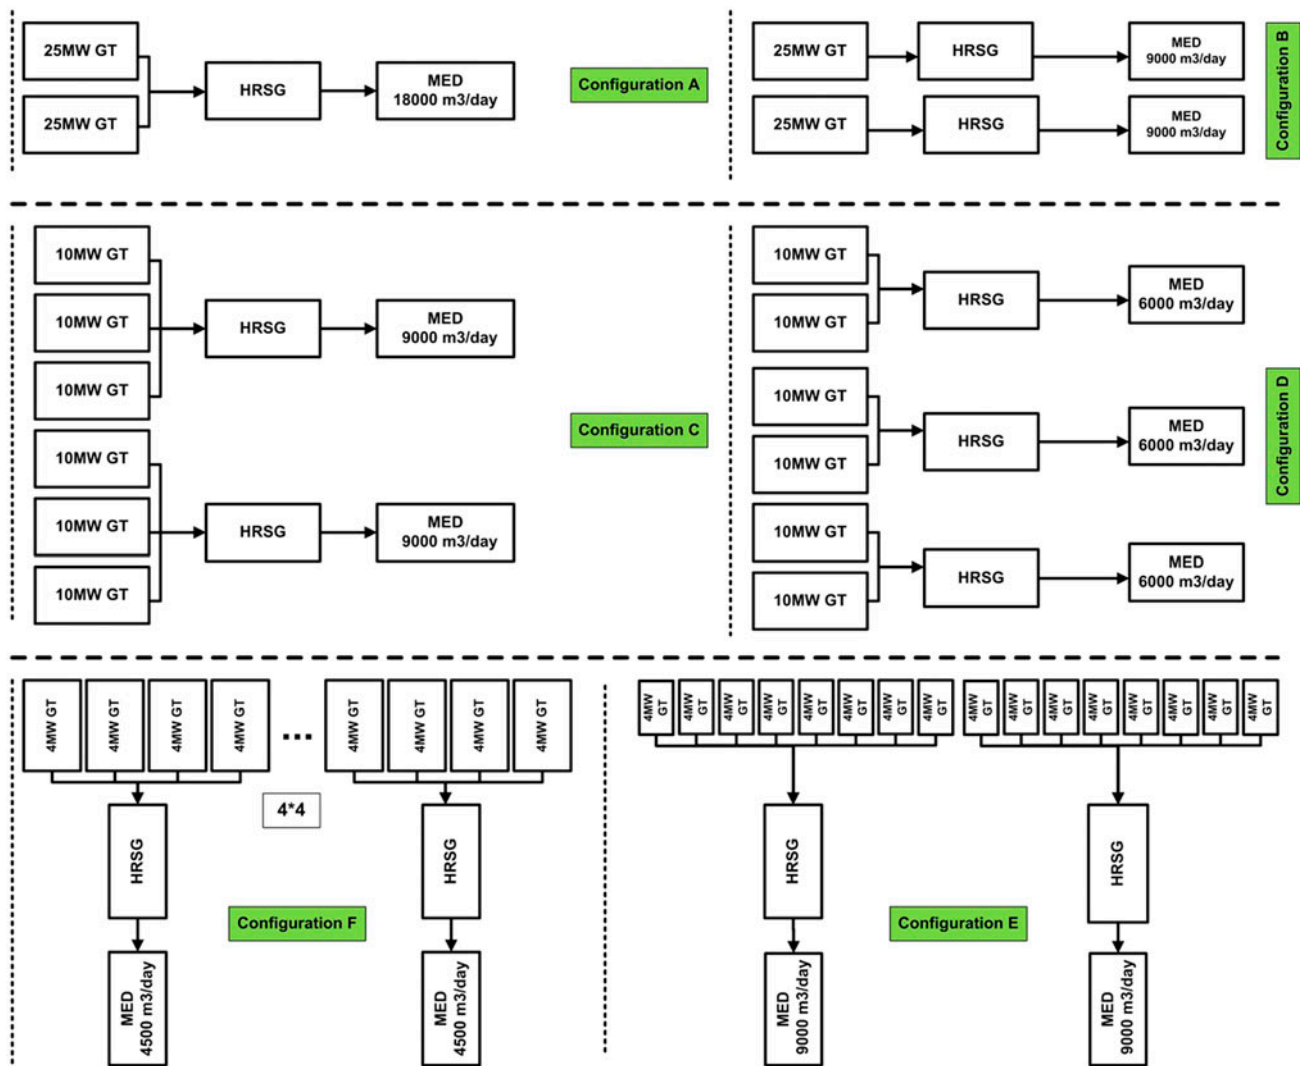 25MW GT
25MW GT
HRSG
MED
18000 m3/day
Configuration A
25MW GT
HRSG
MED
9000 m3/day
25MW GT
HRSG
MED
9000 m3/day
Configuration B
10MW GT
10MW GT
10MW GT
HRSG
MED
9000 m3/day
10MW GT
10MW GT
10MW GT
HRSG
MED
9000 m3/day
Configuration C
10MW GT
10MW GT
HRSG
MED
6000 m3/day
10MW GT
10MW GT
HRSG
MED
6000 m3/day
10MW GT
10MW GT
HRSG
MED
6000 m3/day
Configuration D
4MW GT
4MW GT
4MW GT
4MW GT
...
4MW GT
4MW GT
4MW GT
4MW GT
4*4
HRSG
HRSG
Configuration F
MED
4500 m3/day
MED
4500 m3/day
4MW
GT
4MW
GT
4MW
GT
4MW
GT
4MW
GT
4MW
GT
4MW
GT
4MW
GT
4MW
GT
4MW
GT
4MW
GT
4MW
GT
4MW
GT
4MW
GT
4MW
GT
4MW
GT
HRSG
HRSG
Configuration E
MED
9000 m3/day
MED
9000 m3/day